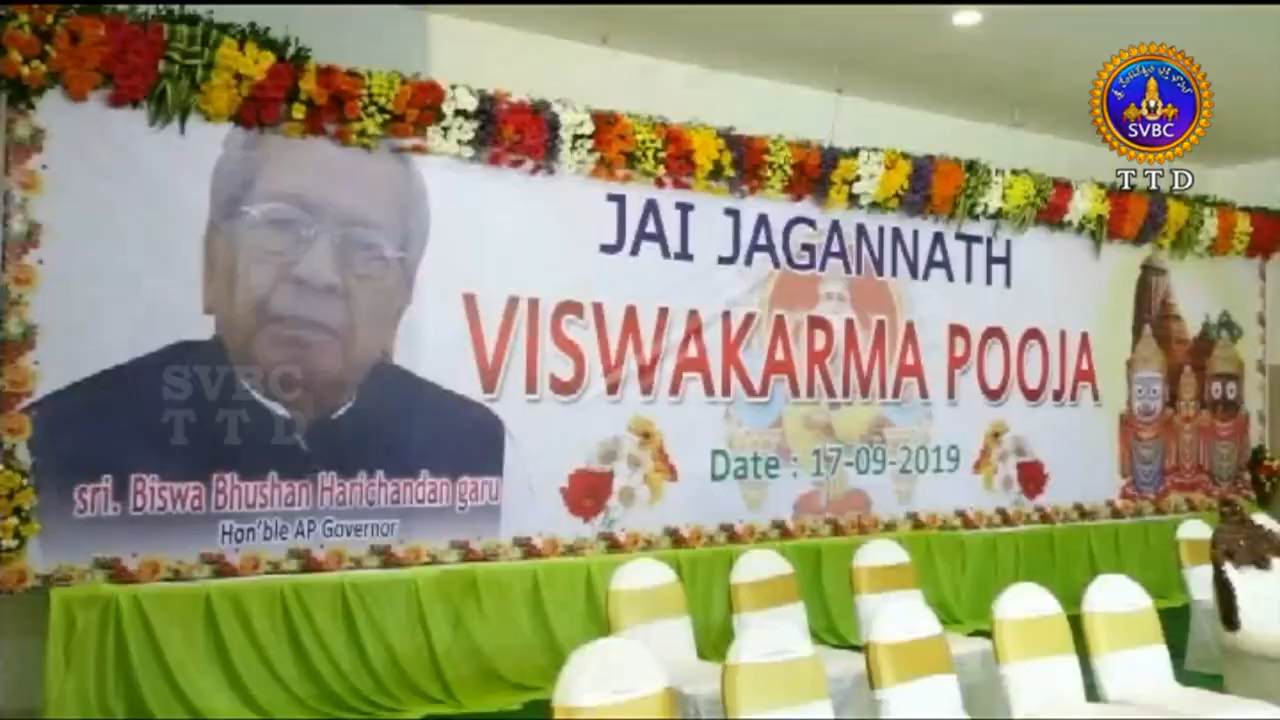 SVBC
TTD
JAI JAGANNATH
VISWAKARMA POOJA
Date : 17-09-2019
SVBC
TTD
sri. Biswa Bhushan Harichandan garu
Hon'ble AP Governor